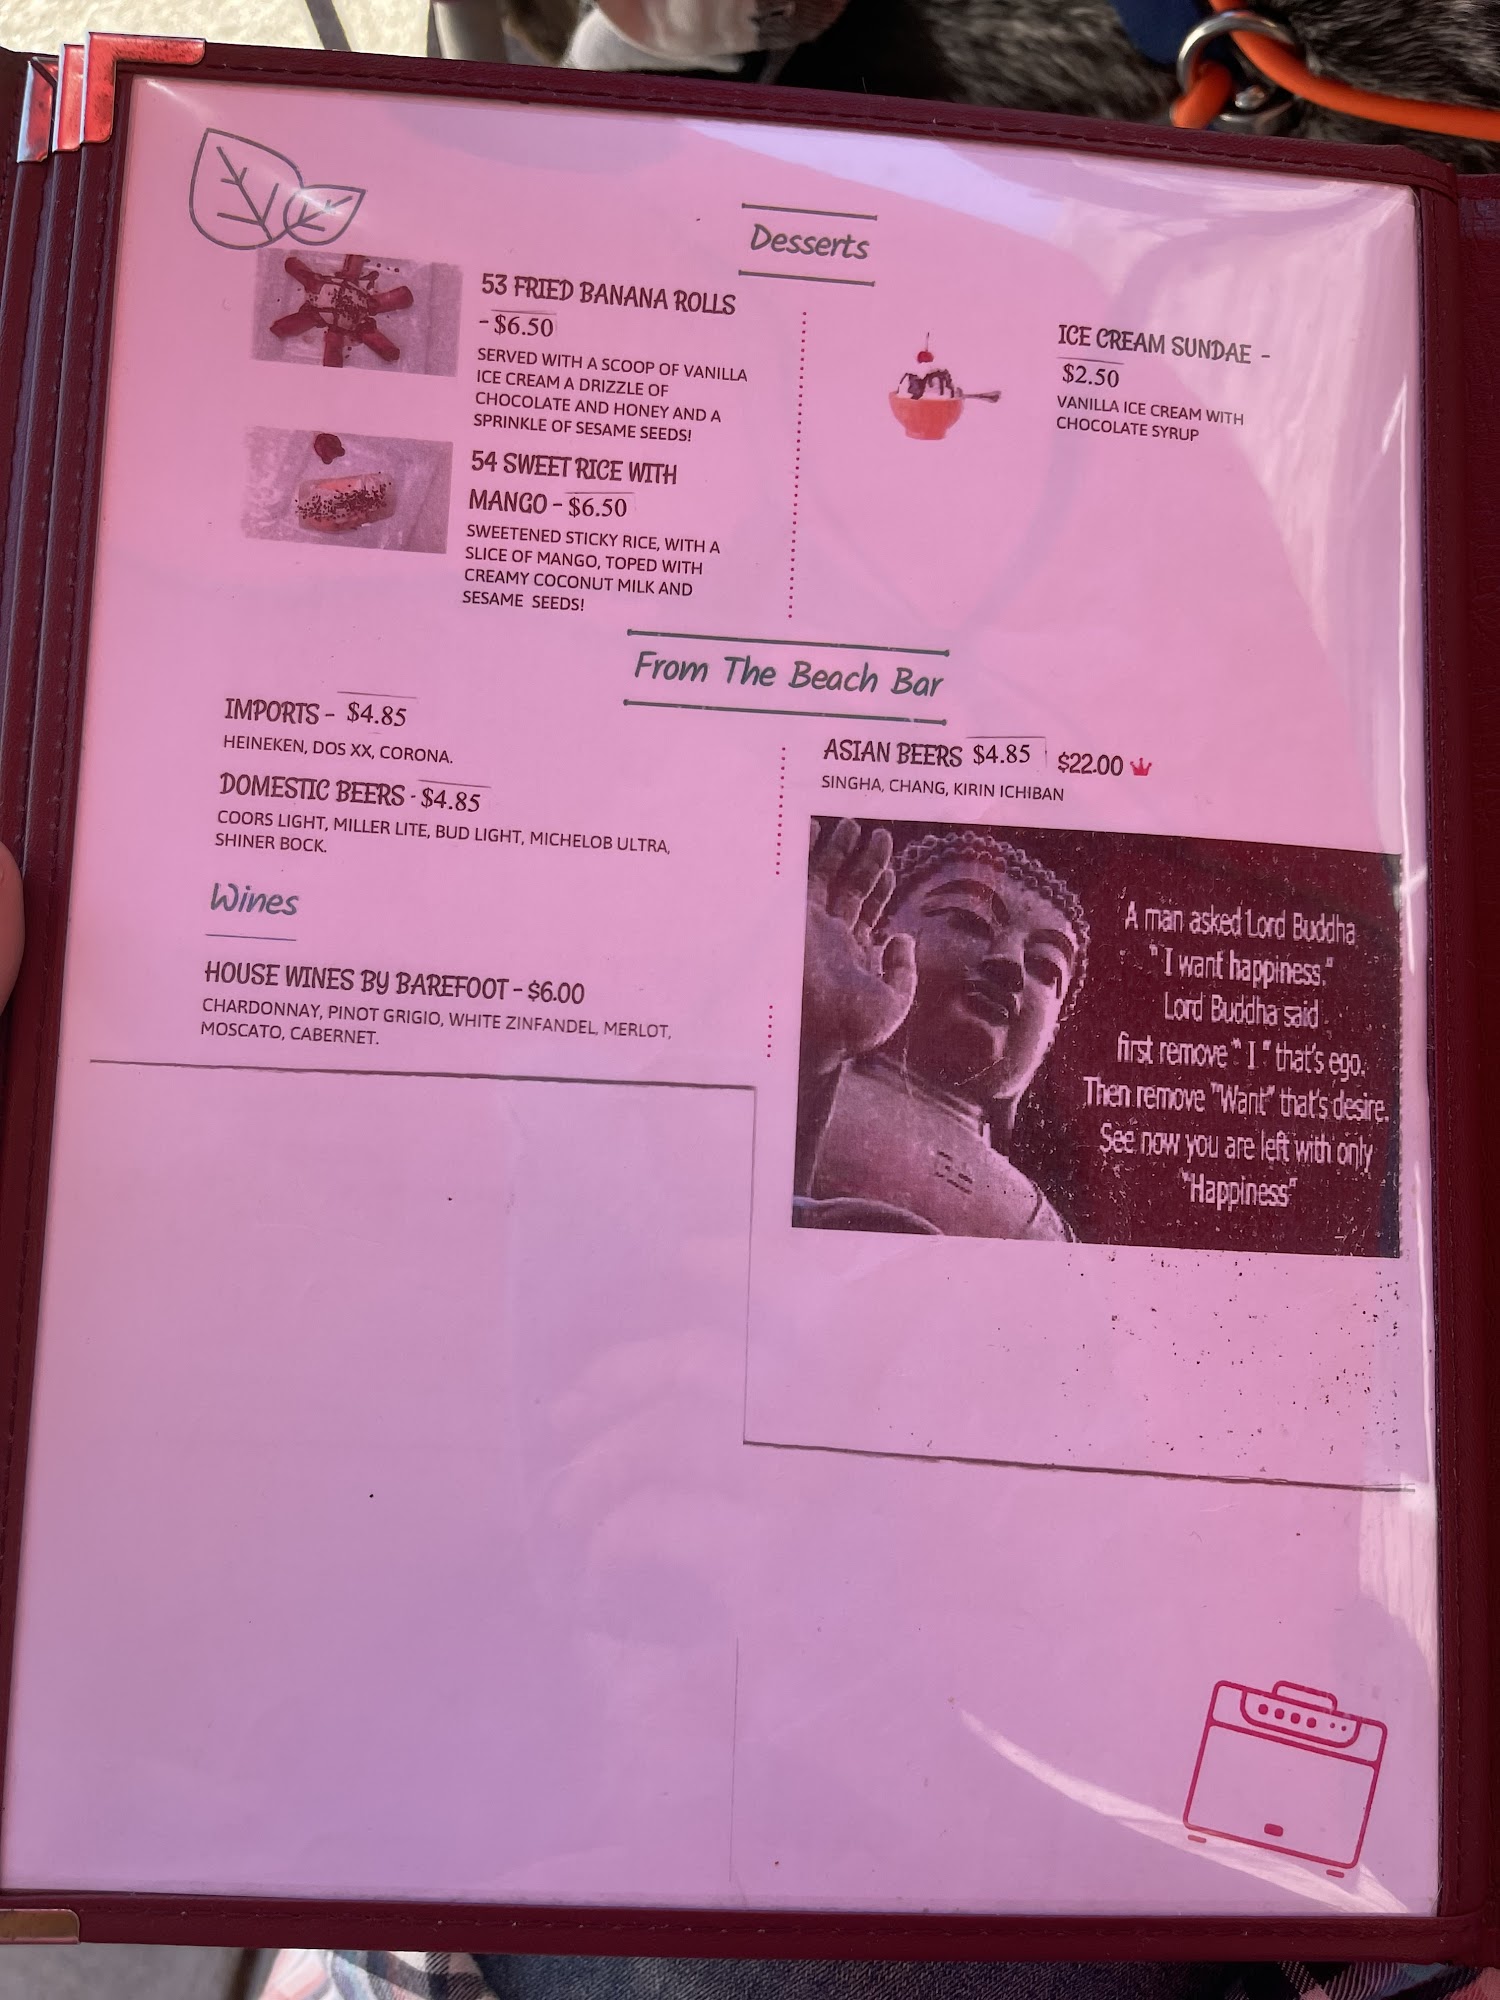 Desserts
53 FRIED BANANA ROLLS
- $6.50
SERVED WITH A SCOOP OF VANILLA
ICE CREAM A DRIZZLE OF
CHOCOLATE AND HONEY AND A
SPRINKLE OF SESAME SEEDS!
54 SWEET RICE WITH
MANGO - $6.50
SWEETENED STICKY RICE, WITH A
SLICE OF MANGO, TOPED WITH
CREAMY COCONUT MILK AND
SESAME SEEDS!
ICE CREAM SUNDAE -
$2.50
VANILLA ICE CREAM WITH
CHOCOLATE SYRUP
From The Beach Bar
IMPORTS - $4.85
HEINEKEN, DOS XX, CORONA.
DOMESTIC BEERS - $4.85
COORS LIGHT, MILLER LITE, BUD LIGHT, MICHELOB ULTRA,
SHINER BOCK.
Wines
HOUSE WINES BY BAREFOOT - $6.00
CHARDONNAY, PINOT GRIGIO, WHITE ZINFANDEL, MERLOT,
MOSCATO, CABERNET.
ASIAN BEERS $4.85 $22.00
SINGHA, CHANG, KIRIN ICHIBAN
A man asked Lord Buddha
"I want happiness."
Lord Buddha said
first remove "I" that's ego.
Then remove "Want" that's desire.
See now you are left with only
"Happiness"